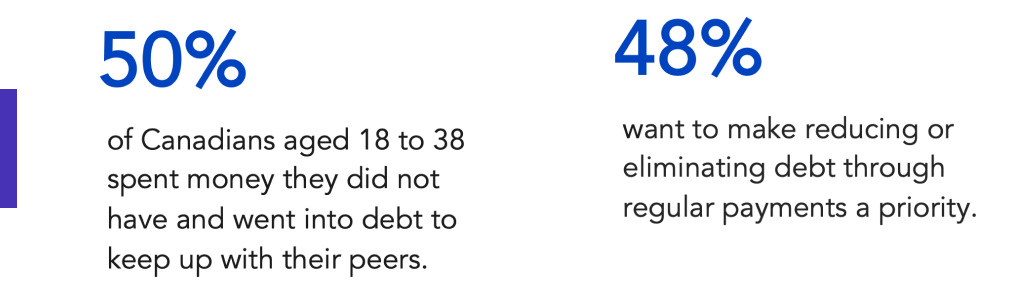 50%
of Canadians aged 18 to 38
spent money they did not
have and went into debt to
keep up with their peers.
48%
want to make reducing or
eliminating debt through
regular payments a priority.